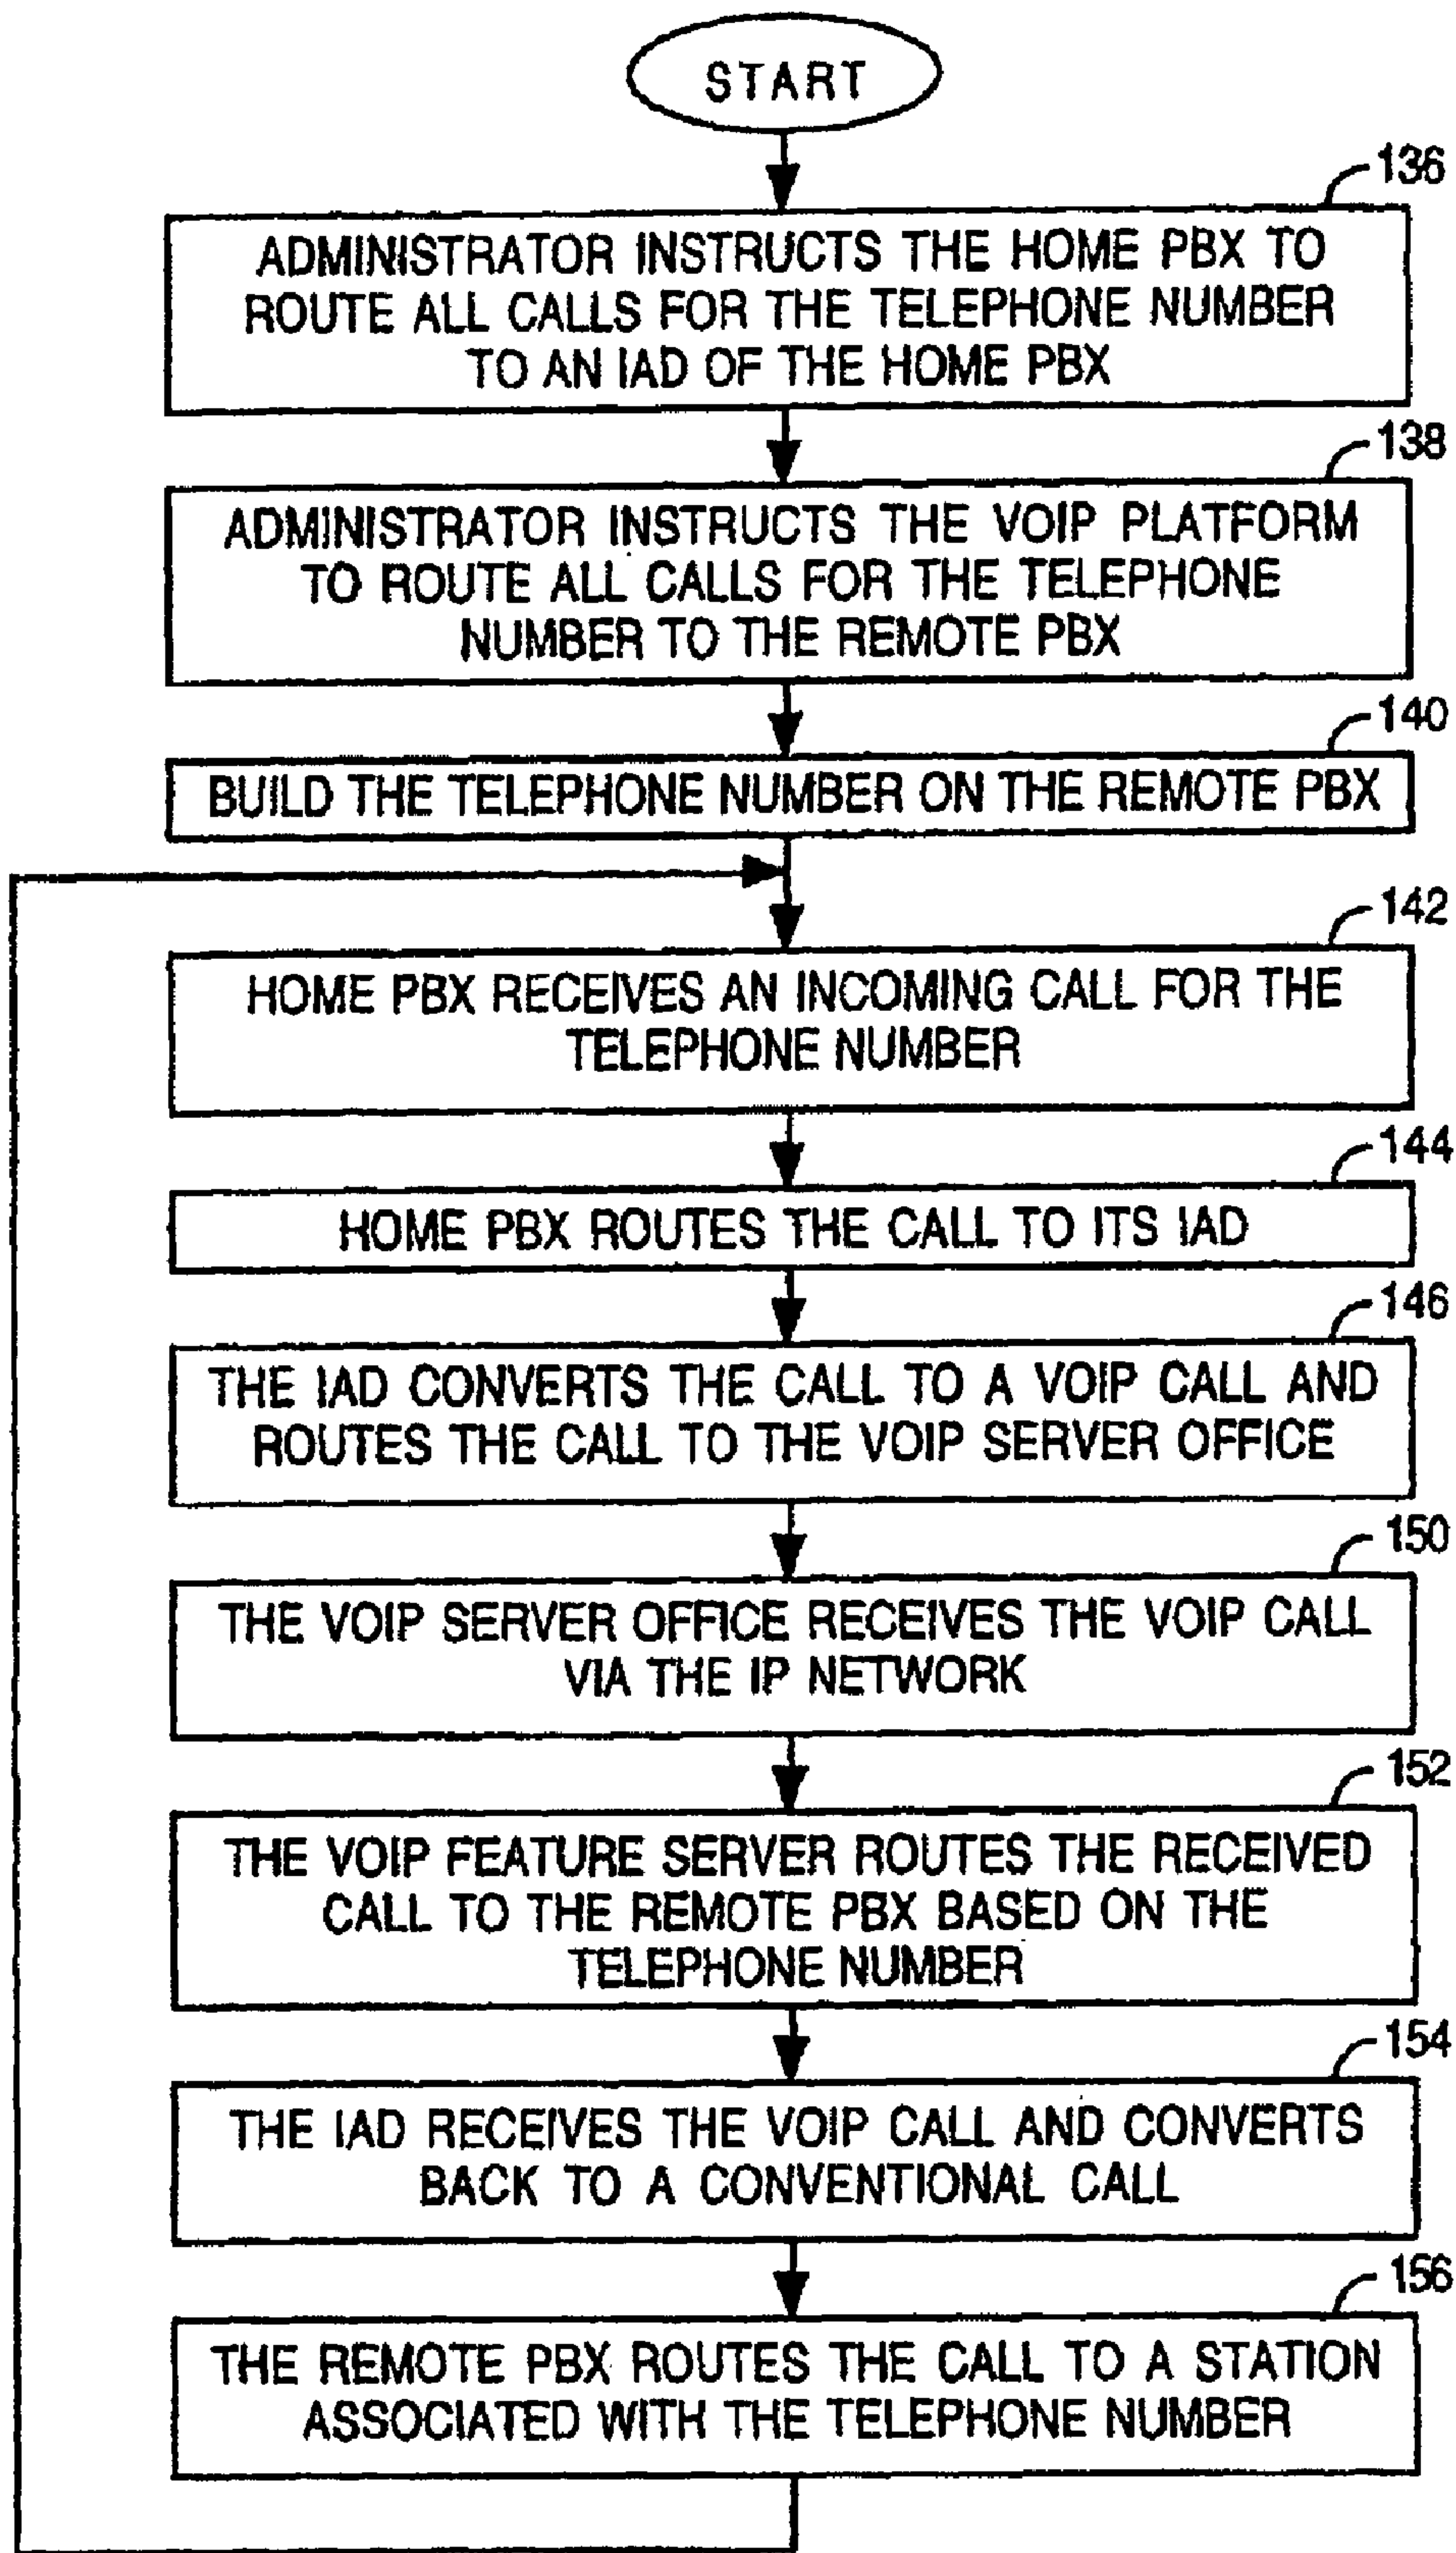 START
136
ADMINISTRATOR INSTRUCTS THE HOME PBX TO
ROUTE ALL CALLS FOR THE TELEPHONE NUMBER
TO AN IAD OF THE HOME PBX
138
ADMINISTRATOR INSTRUCTS THE VOIP PLATFORM
TO ROUTE ALL CALLS FOR THE TELEPHONE
NUMBER TO THE REMOTE PBX
140
BUILD THE TELEPHONE NUMBER ON THE REMOTE PBX
142
HOME PBX RECEIVES AN INCOMING CALL FOR THE
TELEPHONE NUMBER
144
HOME PBX ROUTES THE CALL TO ITS IAD
146
THE IAD CONVERTS THE CALL TO A VOIP CALL AND
ROUTES THE CALL TO THE VOIP SERVER OFFICE
150
THE VOIP SERVER OFFICE RECEIVES THE VOIP CALL
VIA THE IP NETWORK
152
THE VOIP FEATURE SERVER ROUTES THE RECEIVED
CALL TO THE REMOTE PBX BASED ON THE
TELEPHONE NUMBER
154
THE IAD RECEIVES THE VOIP CALL AND CONVERTS
BACK TO A CONVENTIONAL CALL
156
THE REMOTE PBX ROUTES THE CALL TO A STATION
ASSOCIATED WITH THE TELEPHONE NUMBER